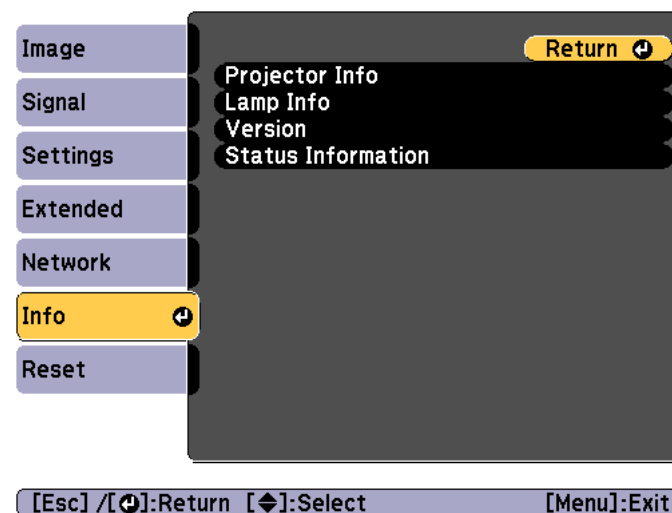 Image
Signal
Settings
Extended
Network
Info
Reset
Return
Projector Info
Lamp Info
Version
Status Information
[Esc] /[ ]:Return [ ]:Select [Menu]:Exit